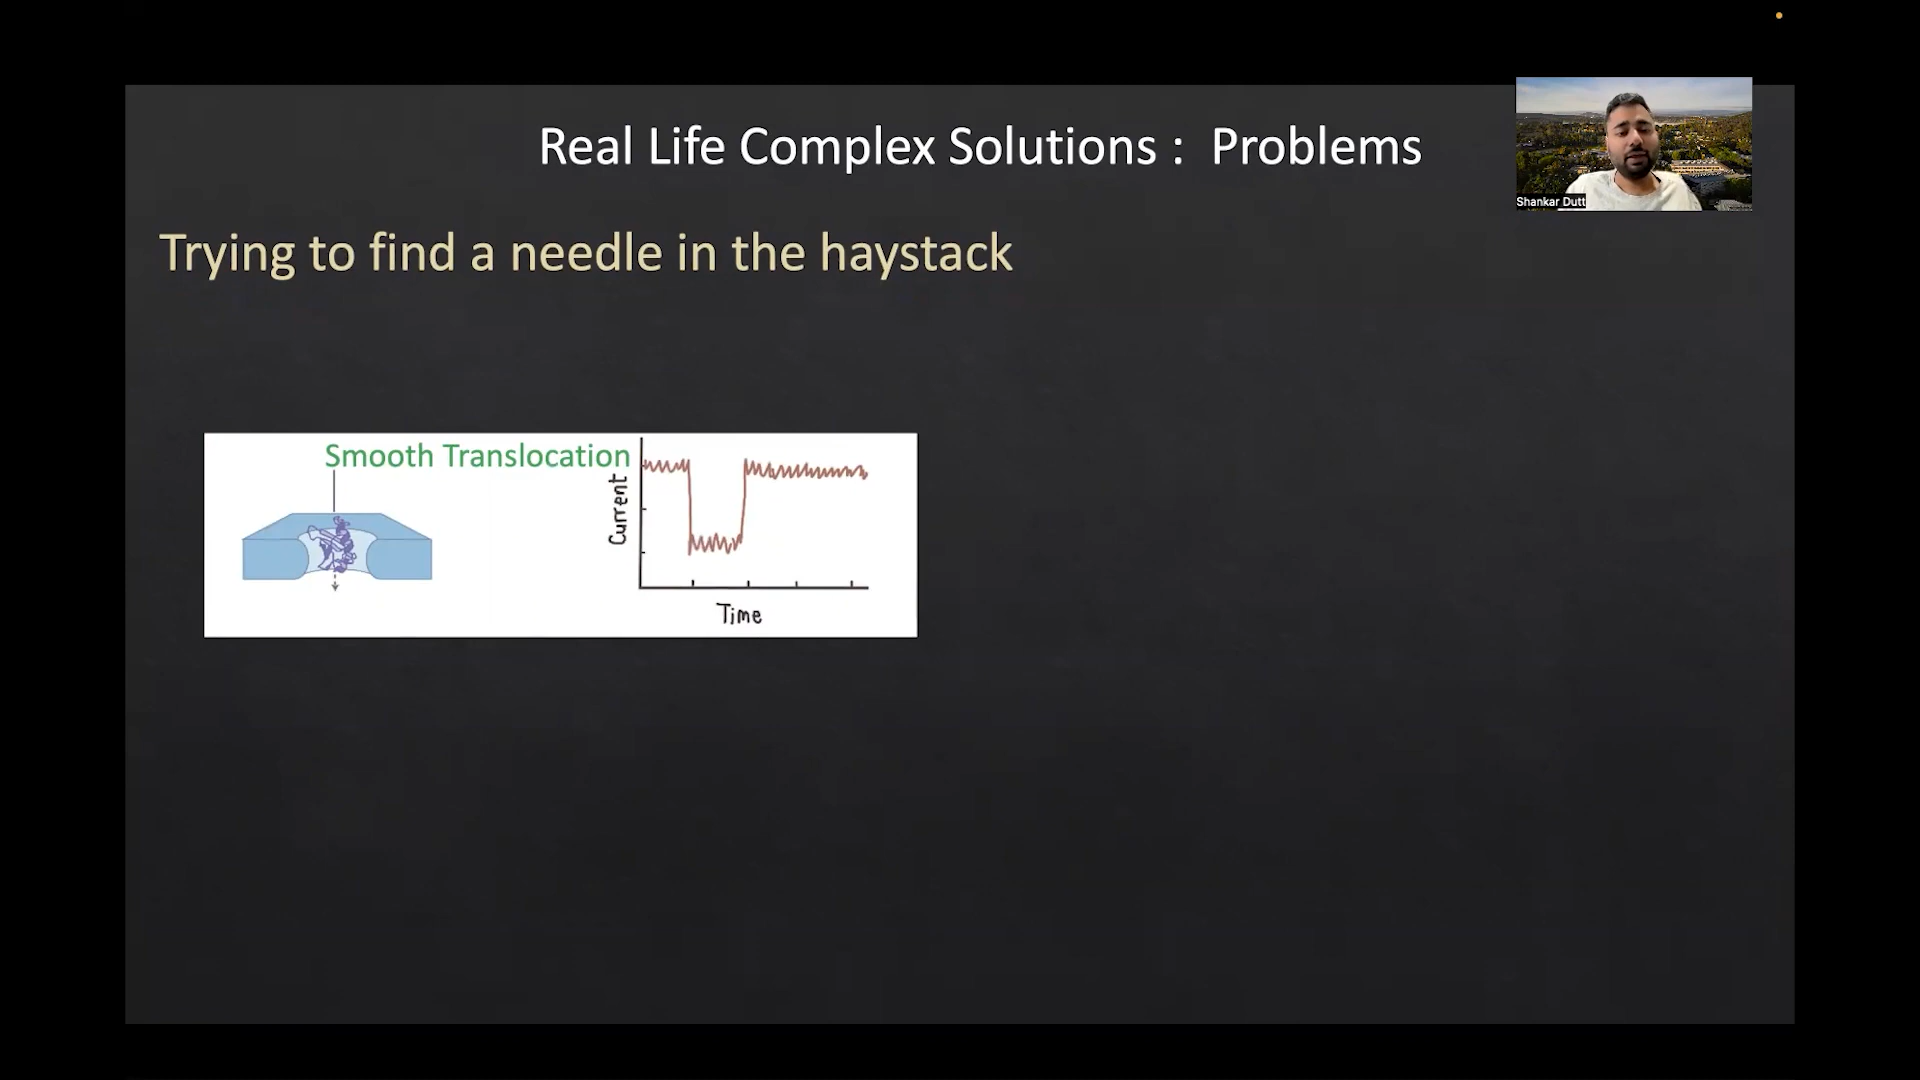 Real Life Complex Solutions :  Problems
Shankar Dutt
Trying to find a needle in the haystack
Smooth Translocation
Current
Time